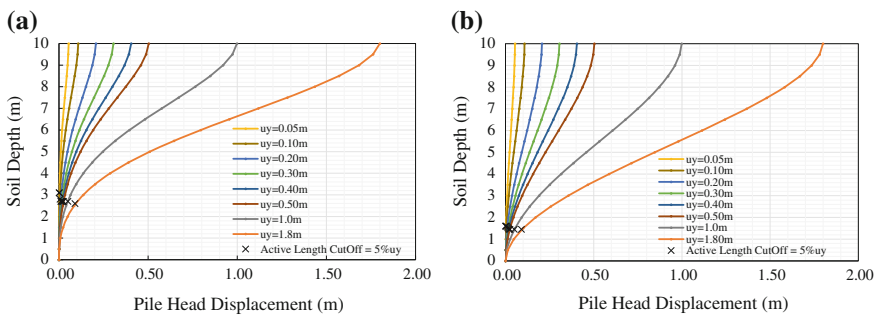 (a)
Soil Depth (m)
10
9
8
7
6
5
4
3
2
1
0
uy=0.05m
uy=0.10m
uy=0.20m
uy=0.30m
uy=0.40m
uy=0.50m
uy=1.0m
uy=1.8m
Active Length CutOff = 5%uy
0.00 0.50 1.00 1.50 2.00
Pile Head Displacement (m)
(b)
Soil Depth (m)
10
9
8
7
6
5
4
3
2
1
0
uy=0.05m
uy=0.10m
uy=0.20m
uy=0.30m
uy=0.40m
uy=0.50m
uy=1.0m
uy=1.80m
Active Length CutOff = 5%uy
0.00 0.50 1.00 1.50 2.00
Pile Head Displacement (m)